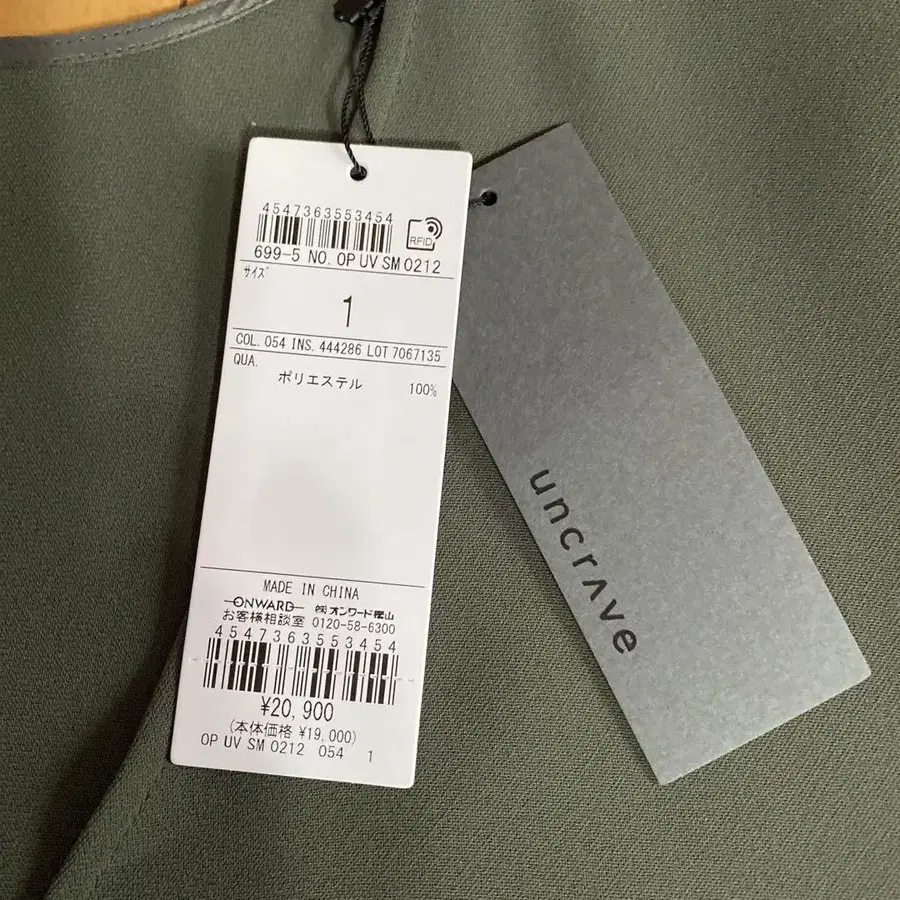 4547363553454
RFID
699-5 NO. OP UV SM 0212
サイズ
1
COL. 054 INS. 444286 LOT 7067135
QUA.
ポリエステル 100%
MADE IN CHINA
ONWARD ㈱オンワード樫山
お客様相談室 0120-58-6300
4547363553454
¥20,900
(本体価格 ¥19,000)
OP UV SM 0212 054 1
uncrʌve